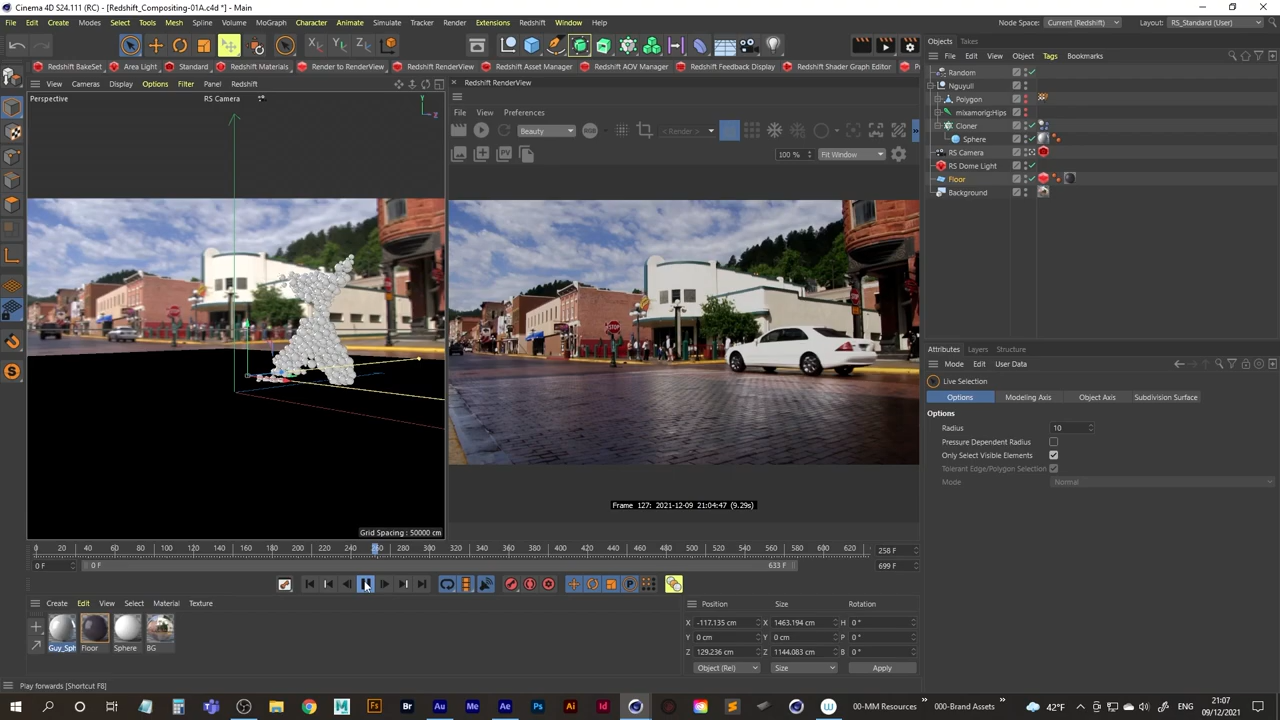 Cinema 4D S24.111 (RC) - [Redshift_Compositing-01A.c4d *] - Main
File Edit Create Modes Select Tools Mesh Spline Volume MoGraph Character Animate Simulate Tracker Render Extensions Redshift Window Help
Node Space: Current (Redshift) Layout: RS_Standard (User)
Redshift BakeSet Area Light Standard Redshift Materials Render to RenderView Redshift RenderView Redshift Asset Manager Redshift AOV Manager Redshift Feedback Display Redshift Shader Graph Editor
View Cameras Display Options Filter Panel Redshift
Perspective RS Camera
Y
Z
Grid Spacing : 50000 cm
Redshift RenderView
File View Preferences
Beauty RGB < Render >
100 % Fit Window
STOP
Frame 127: 2021-12-09 21:04:47 (9.29s)
Objects Takes
File Edit View Object Tags Bookmarks
Random
Nguyull
Polygon
mixamorig:Hips
Cloner
Sphere
RS Camera
RS Dome Light
Floor
Background
Attributes Layers Structure
Mode Edit User Data
Live Selection
Options Modeling Axis Object Axis Subdivision Surface
Options
Radius 10
Pressure Dependent Radius
Only Select Visible Elements
Tolerant Edge/Polygon Selection
Mode Normal
0 20 40 60 80 100 120 140 160 180 200 220 240 260 280 300 320 340 360 380 400 420 440 460 480 500 520 540 560 580 600 620 258 F
0 F 0 F 633 F 699 F
Create Edit View Select Material Texture
Guy_Sph Floor Sphere BG
Position Size Rotation
X -117.135 cm X 1463.194 cm H 0 °
Y 0 cm Y 0 cm P 0 °
Z 129.236 cm Z 1144.083 cm B 0 °
Object (Rel) Size Apply
Play forwards [Shortcut F8]
42°F 00-MM Resources 000-Brand Assets ENG 21:07
09/12/2021